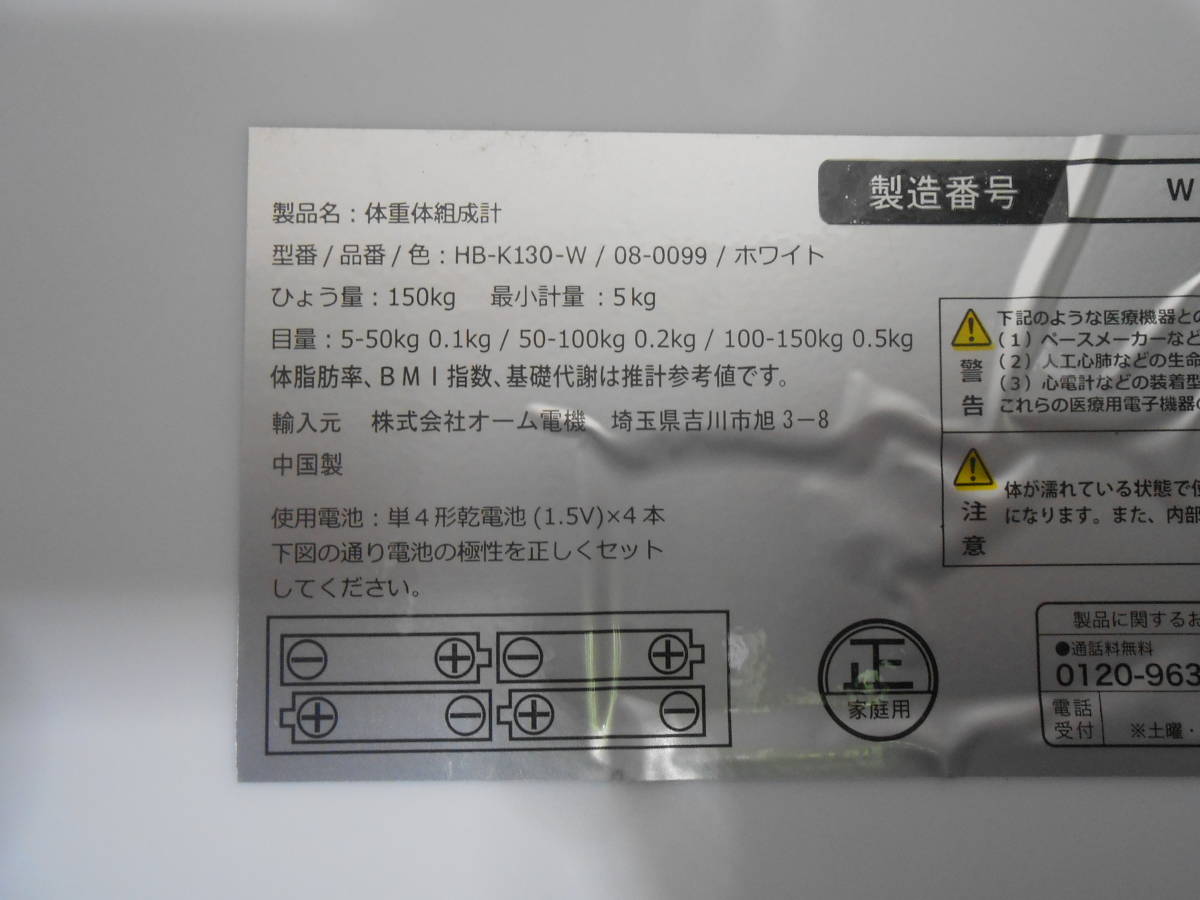 製品名：体重体組成計
型番 / 品番 / 色：HB-K130-W / 08-0099 / ホワイト
ひょう量：150kg　最小計量：5kg
目量：5-50kg 0.1kg / 50-100kg 0.2kg / 100-150kg 0.5kg
体脂肪率、BMI指数、基礎代謝は推計参考値です。
輸入元　株式会社オーム電機　埼玉県吉川市旭3－8
中国製
使用電池：単4形乾電池 (1.5V)×4本
下図の通り電池の極性を正しくセット
してください。
製造番号 W
警告
下記のような医療機器と
(1) ペースメーカーなど
(2) 人工心肺などの生命
(3) 心電計などの装着型
これらの医療用電子機器
注意
体が濡れている状態で
になります。また、内部
正
家庭用
製品に関するお
●通話料無料
0120-963
電話受付
※土曜・